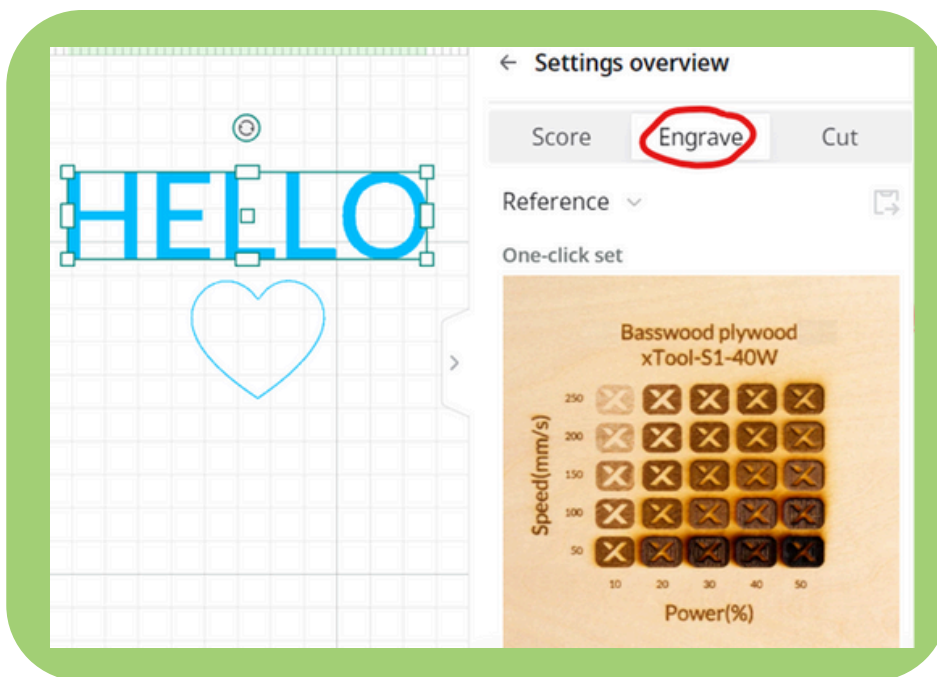 ← Settings overview
Score Engrave Cut
HELLO
Reference
One-click set
Basswood plywood
xTool-S1-40W
Speed(mm/s)
250
200
150
100
50
10 20 30 40 50
Power(%)